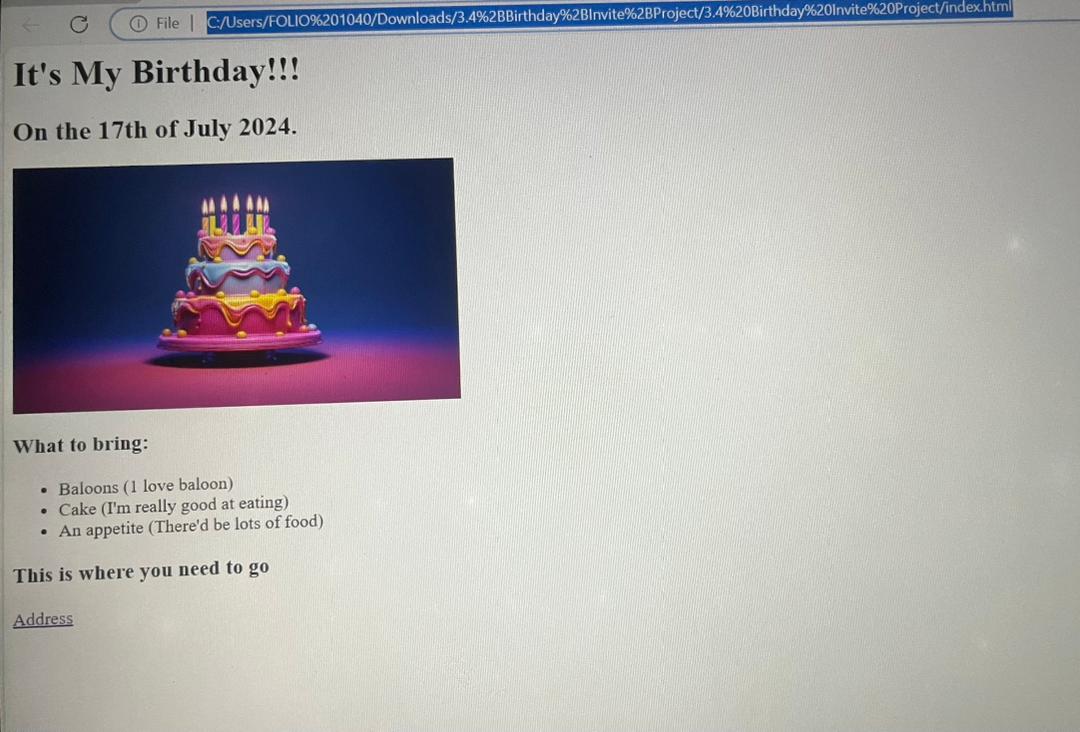 File | C:/Users/FOLIO%201040/Downloads/3.4%2BBirthday%2BInvite%2BProject/3.4%20Birthday%20Invite%20Project/index.html
It's My Birthday!!!
On the 17th of July 2024.
What to bring:
• Baloons (1 love baloon)
• Cake (I'm really good at eating)
• An appetite (There'd be lots of food)
This is where you need to go
Address